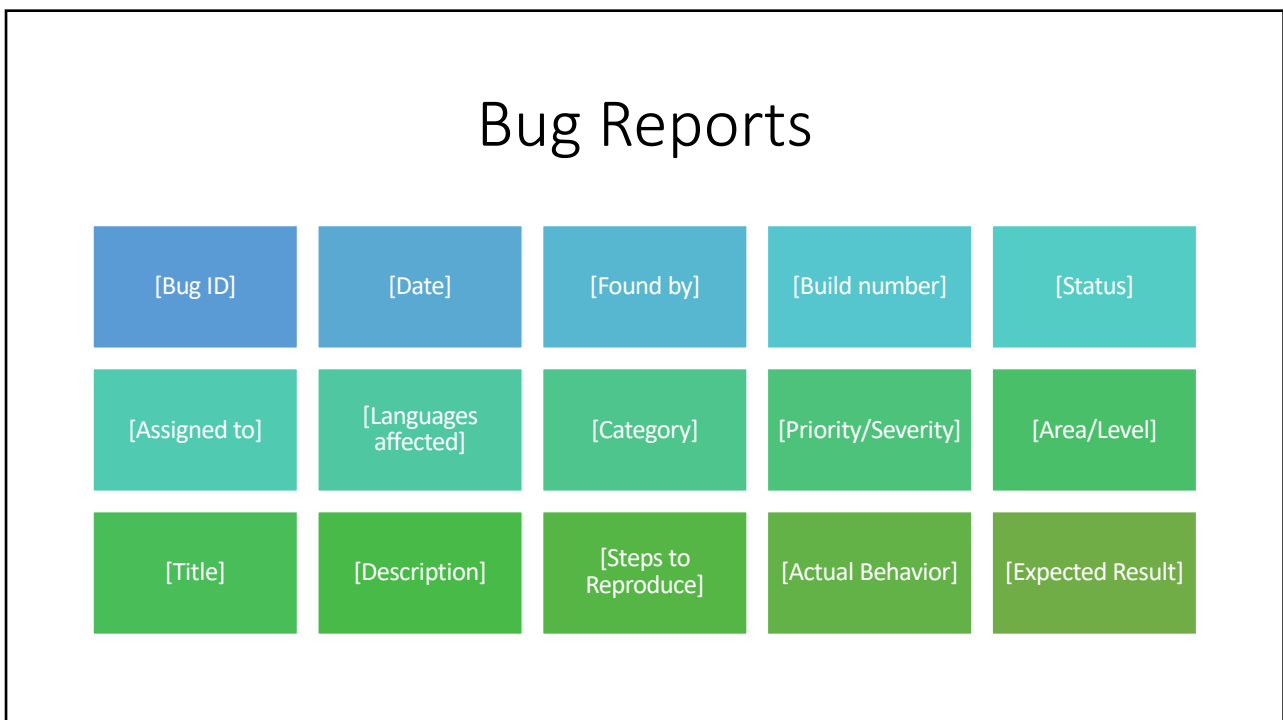 Bug Reports
[Bug ID]
[Date]
[Found by]
[Build number]
[Status]
[Assigned to]
[Languages
affected]
[Category]
[Priority/Severity]
[Area/Level]
[Title]
[Description]
[Steps to
Reproduce]
[Actual Behavior]
[Expected Result]